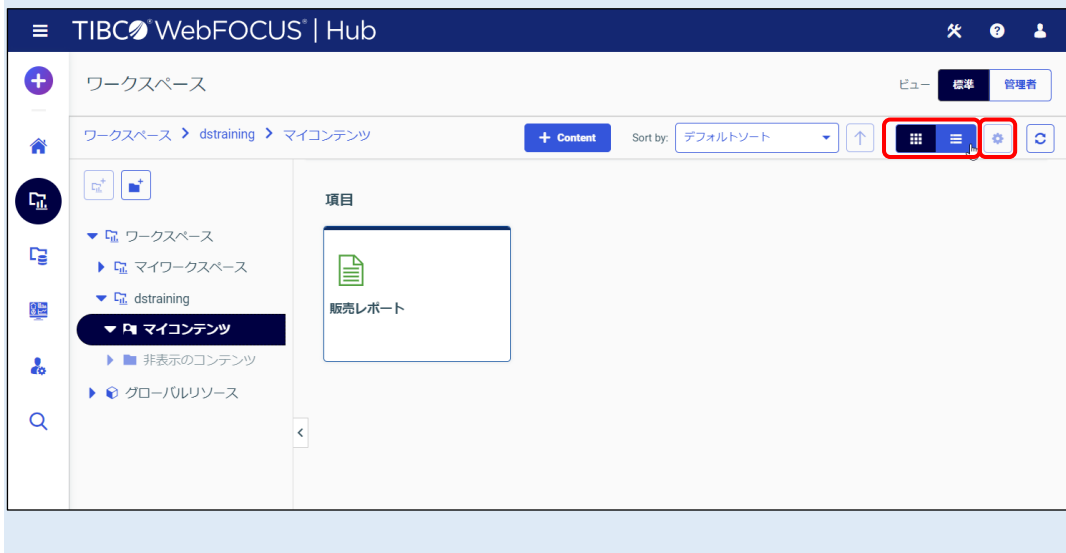 TIBCO WebFOCUS® | Hub
ワークスペース
ビュー 標準 管理者
ワークスペース > dstraining > マイコンテンツ
+ Content Sort by: デフォルトソート
項目
ワークスペース
マイワークスペース
dstraining
マイコンテンツ
非表示のコンテンツ
グローバルリソース
販売レポート